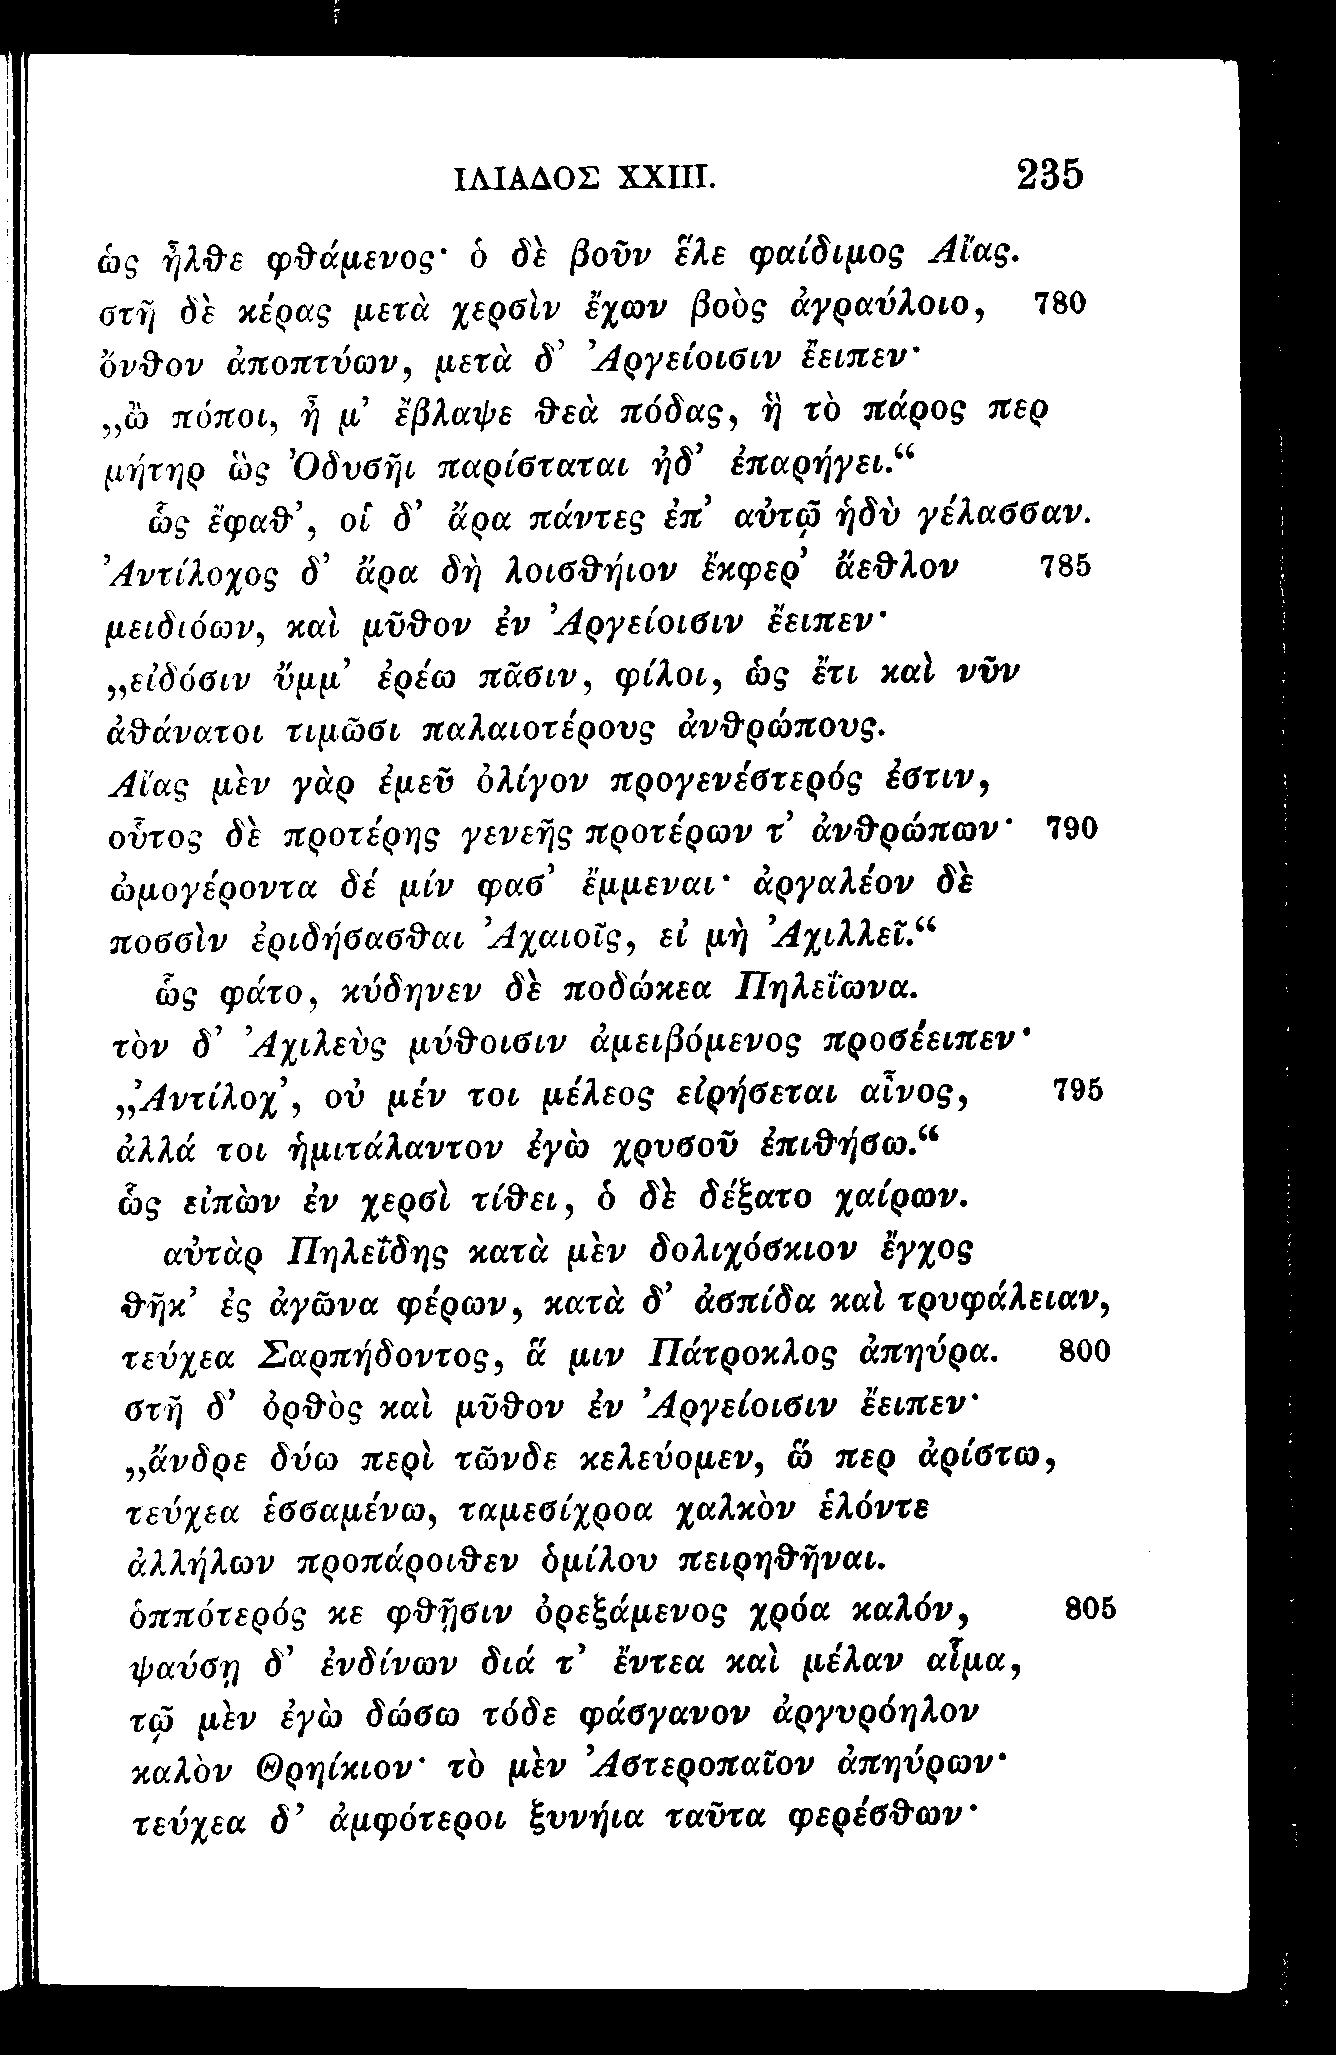 ΙΛΙΑΔΟΣ XXIII. 235
ὡς ἦλθε φθάμενος· ὁ δὲ βοῦν ἕλε φαίδιμος Αἴας.
στῆ δὲ κέρας μετὰ χερσὶν ἔχων βοὸς ἀγραύλοιο, 780
ὄνθον ἀποπτύων, μετὰ δ’ Ἀργείοισιν ἔειπεν·
„ὢ πόποι, ἦ μ’ ἔβλαψε θεὰ πόδας, ἣ τὸ πάρος περ
μήτηρ ὣς Ὀδυσῆι παρίσταται ἠδ’ ἐπαρήγει.“
ὣς ἔφαθ’, οἳ δ’ ἄρα πάντες ἐπ’ αὐτῷ ἡδὺ γέλασσαν.
Ἀντίλοχος δ’ ἄρα δὴ λοισθήιον ἔκφερ’ ἄεθλον 785
μειδιόων, καὶ μῦθον ἐν Ἀργείοισιν ἔειπεν·
„εἰδόσιν ὔμμ’ ἐρέω πᾶσιν, φίλοι, ὡς ἔτι καὶ νῦν
ἀθάνατοι τιμῶσι παλαιοτέρους ἀνθρώπους.
Αἴας μὲν γὰρ ἐμεῦ ὀλίγον προγενέστερός ἐστιν,
οὗτος δὲ προτέρης γενεῆς προτέρων τ’ ἀνθρώπων· 790
ὠμογέροντα δέ μίν φασ’ ἔμμεναι· ἀργαλέον δὲ
ποσσὶν ἐριδήσασθαι Ἀχαιοῖς, εἰ μὴ Ἀχιλλεῖ.“
ὣς φάτο, κύδηνεν δὲ ποδώκεα Πηλεΐωνα.
τὸν δ’ Ἀχιλεὺς μύθοισιν ἀμειβόμενος προσέειπεν·
„Ἀντίλοχ’, οὐ μέν τοι μέλεος εἰρήσεται αἶνος, 795
ἀλλά τοι ἡμιτάλαντον ἐγὼ χρυσοῦ ἐπιθήσω.“
ὣς εἰπὼν ἐν χερσὶ τίθει, ὁ δὲ δέξατο χαίρων.
αὐτὰρ Πηλεΐδης κατὰ μὲν δολιχόσκιον ἔγχος
θῆκ’ ἐς ἀγῶνα φέρων, κατὰ δ’ ἀσπίδα καὶ τρυφάλειαν,
τεύχεα Σαρπήδοντος, ἅ μιν Πάτροκλος ἀπηύρα. 800
στῆ δ’ ὀρθὸς καὶ μῦθον ἐν Ἀργείοισιν ἔειπεν·
„ἄνδρε δύω περὶ τῶνδε κελεύομεν, ὥ περ ἀρίστω,
τεύχεα ἑσσαμένω, ταμεσίχροα χαλκὸν ἑλόντε
ἀλλήλων προπάροιθεν ὁμίλου πειρηθῆναι.
ὁππότερός κε φθῇσιν ὀρεξάμενος χρόα καλόν, 805
ψαύσῃ δ’ ἐνδίνων διά τ’ ἔντεα καὶ μέλαν αἷμα,
τῷ μὲν ἐγὼ δώσω τόδε φάσγανον ἀργυρόηλον
καλὸν Θρηίκιον· τὸ μὲν Ἀστεροπαῖον ἀπηύρων·
τεύχεα δ’ ἀμφότεροι ξυνήια ταῦτα φερέσθων·